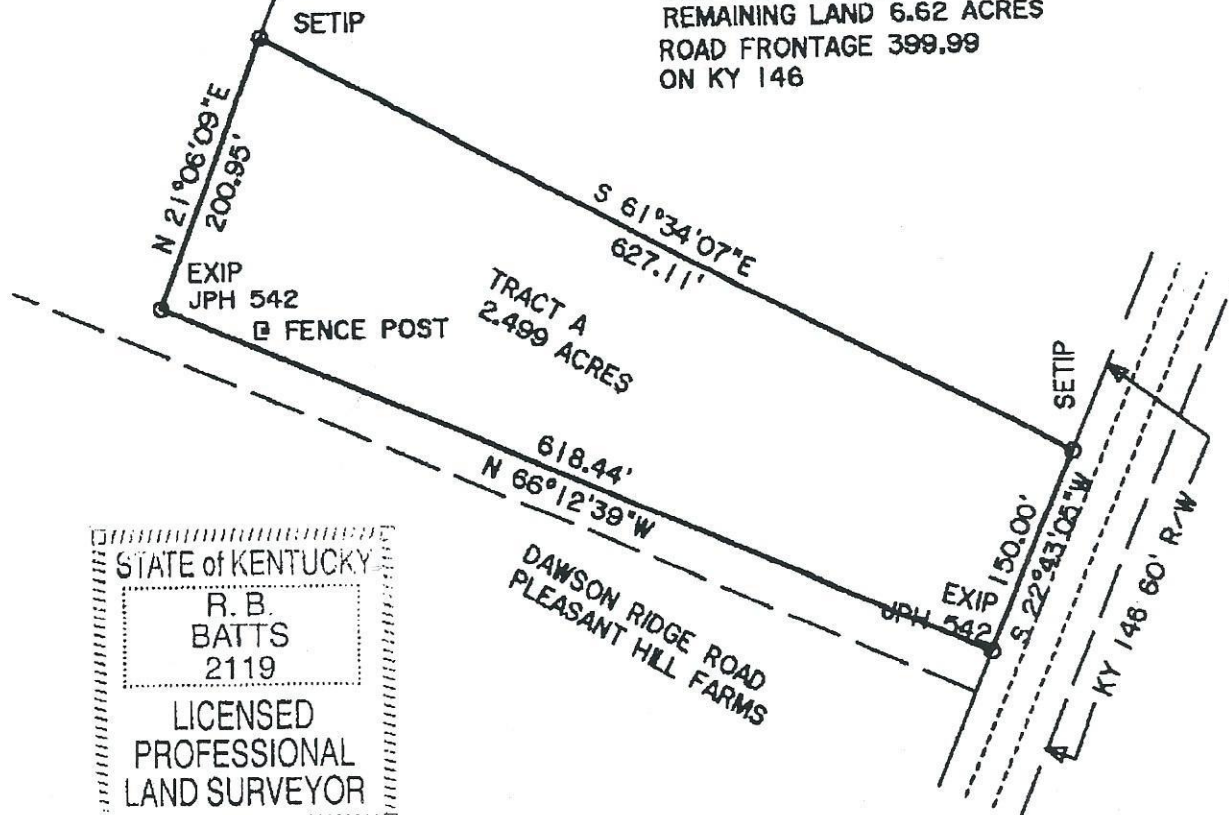 SETIP
REMAINING LAND 6.62 ACRES
ROAD FRONTAGE 399.99
ON KY 146
N 21°06'09"E
200.95'
S 61°34'07"E
627.11'
EXIP
JPH 542
@ FENCE POST
TRACT A
2.499 ACRES
SETIP
618.44'
N 66°12'39"W
EXIP
JPH 542
150.00'
S 22°43'05"W
KY 146 60' R/W
DAWSON RIDGE ROAD
PLEASANT HILL FARMS
STATE of KENTUCKY
R. B.
BATTS
2119
LICENSED
PROFESSIONAL
LAND SURVEYOR